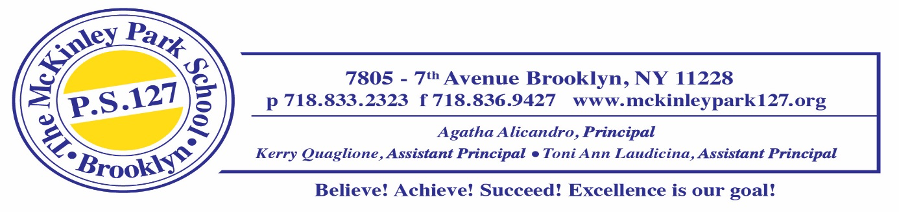 The McKinley Park School
P.S.127
• Brooklyn •
7805 - 7th Avenue Brooklyn, NY 11228
p 718.833.2323 f 718.836.9427 www.mckinleypark127.org
Agatha Alicandro, Principal
Kerry Quaglione, Assistant Principal • Toni Ann Laudicina, Assistant Principal
Believe! Achieve! Succeed! Excellence is our goal!